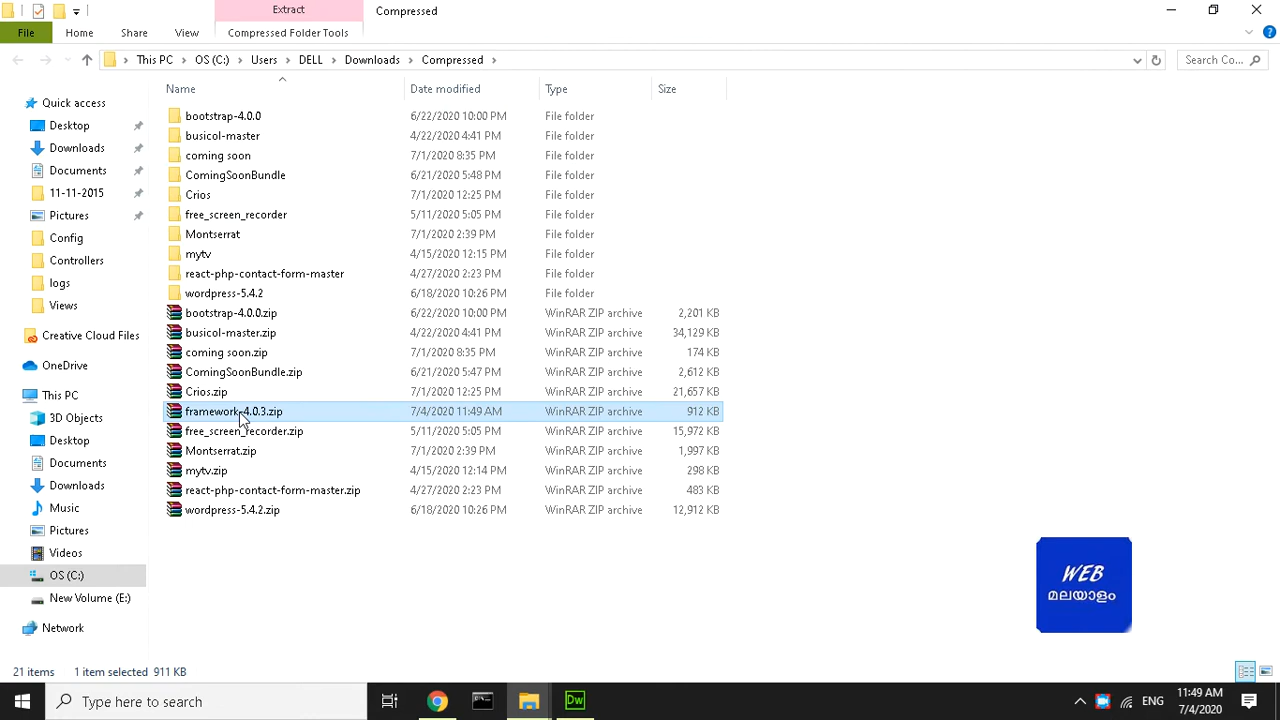 Extract
Compressed
File
Home
Share
View
Compressed Folder Tools
This PC
OS (C:)
Users
DELL
Downloads
Compressed
Search Co...
Name
Date modified
Type
Size
Quick access
Desktop
Downloads
Documents
11-11-2015
Pictures
Config
Controllers
logs
Views
Creative Cloud Files
OneDrive
This PC
3D Objects
Desktop
Documents
Downloads
Music
Pictures
Videos
OS (C:)
New Volume (E:)
Network
bootstrap-4.0.0 6/22/2020 10:00 PM File folder
busicol-master 4/22/2020 4:41 PM File folder
coming soon 7/1/2020 8:35 PM File folder
ComingSoonBundle 6/21/2020 5:48 PM File folder
Crios 7/1/2020 12:25 PM File folder
free_screen_recorder 5/11/2020 5:05 PM File folder
Montserrat 7/1/2020 2:39 PM File folder
mytv 4/15/2020 12:15 PM File folder
react-php-contact-form-master 4/27/2020 2:23 PM File folder
wordpress-5.4.2 6/18/2020 10:26 PM File folder
bootstrap-4.0.0.zip 6/22/2020 10:00 PM WinRAR ZIP archive 2,201 KB
busicol-master.zip 4/22/2020 4:41 PM WinRAR ZIP archive 34,129 KB
coming soon.zip 7/1/2020 8:35 PM WinRAR ZIP archive 174 KB
ComingSoonBundle.zip 6/21/2020 5:47 PM WinRAR ZIP archive 2,612 KB
Crios.zip 7/1/2020 12:25 PM WinRAR ZIP archive 21,657 KB
framework-4.0.3.zip 7/4/2020 11:49 AM WinRAR ZIP archive 912 KB
free_screen_recorder.zip 5/11/2020 5:05 PM WinRAR ZIP archive 15,972 KB
Montserrat.zip 7/1/2020 2:39 PM WinRAR ZIP archive 1,997 KB
mytv.zip 4/15/2020 12:14 PM WinRAR ZIP archive 298 KB
react-php-contact-form-master.zip 4/27/2020 2:23 PM WinRAR ZIP archive 483 KB
wordpress-5.4.2.zip 6/18/2020 10:26 PM WinRAR ZIP archive 12,912 KB
WEB
മലയാളം
21 items 1 item selected 911 KB
Type here to search
Dw
ENG
11:49 AM
7/4/2020